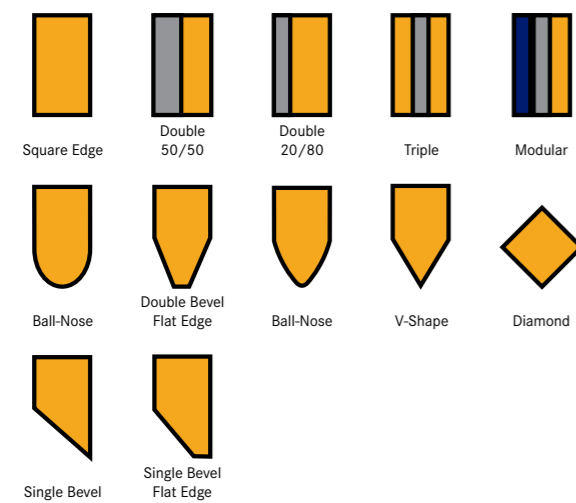 Square Edge
Double
50/50
Double
20/80
Triple
Modular
Ball-Nose
Double Bevel
Flat Edge
Ball-Nose
V-Shape
Diamond
Single Bevel
Single Bevel
Flat Edge